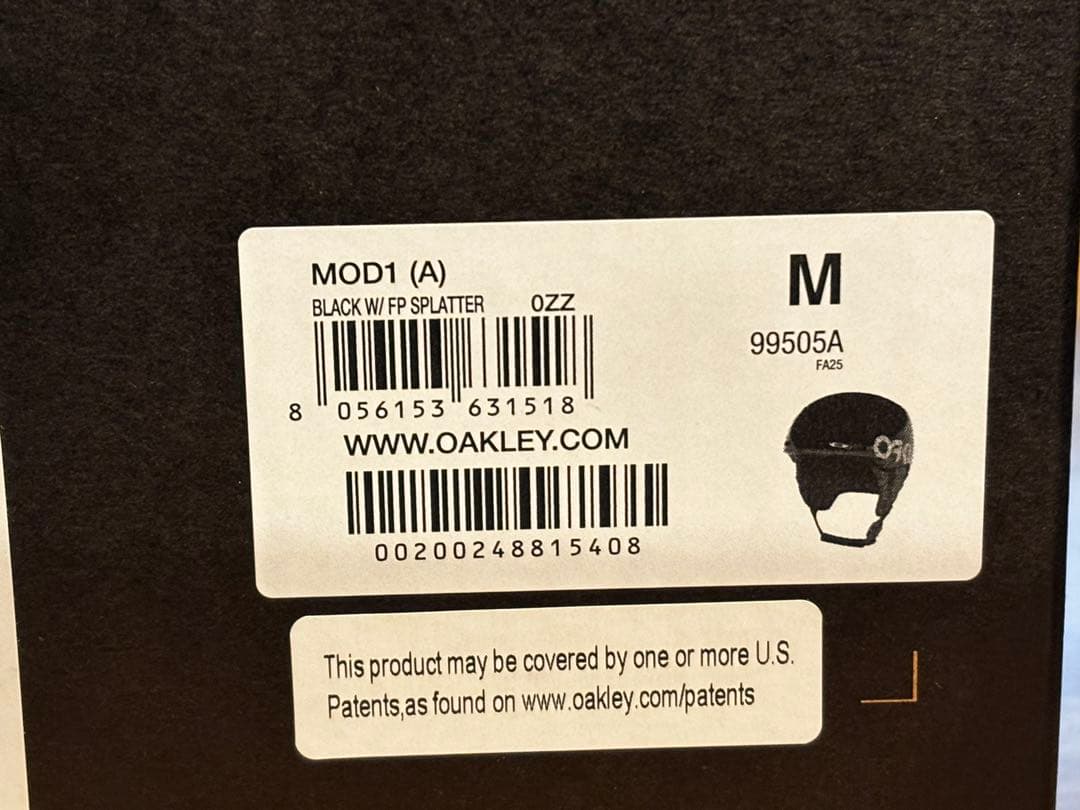 MOD1 (A)
BLACK W/ FP SPLATTER 0ZZ
8 056153 631518
WWW.OAKLEY.COM
00200248815408
M
99505A
FA25
This product may be covered by one or more U.S.
Patents,as found on www.oakley.com/patents